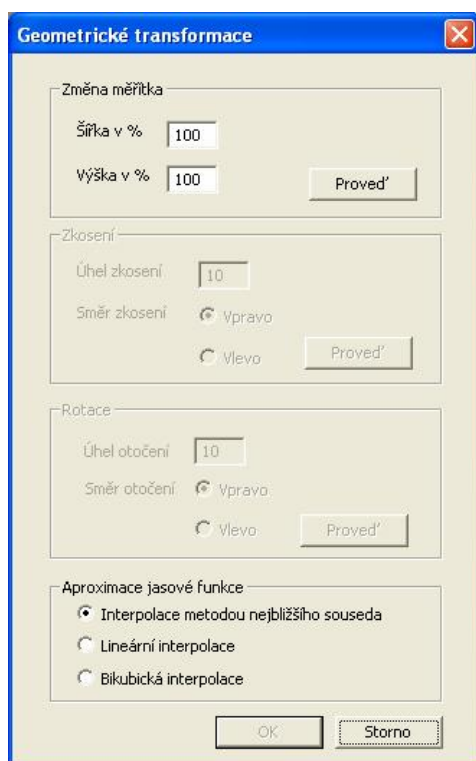 Geometrické transformace
Změna měřítka
Šířka v % 100
Výška v % 100
Proveď
Zkosení
Úhel zkosení 10
Směr zkosení Vpravo
Vlevo Proveď
Rotace
Úhel otočení 10
Směr otočení Vpravo
Vlevo Proveď
Aproximace jasové funkce
Interpolace metodou nejbližšího souseda
Lineární interpolace
Bikubická interpolace
OK Storno